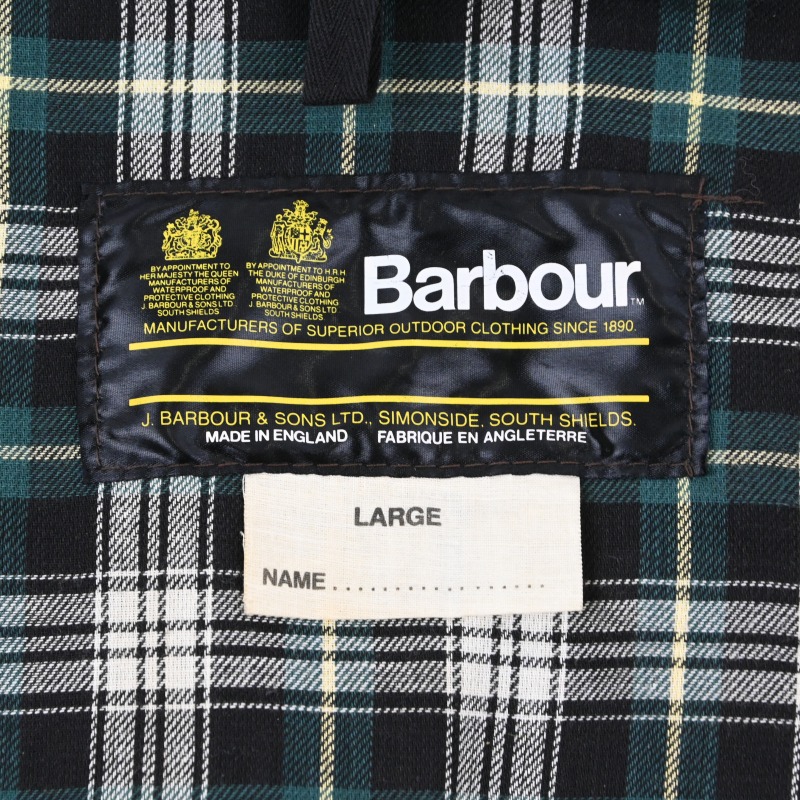 BY APPOINTMENT TO
HER MAJESTY THE QUEEN
MANUFACTURERS OF
WATERPROOF AND
PROTECTIVE CLOTHING
J. BARBOUR & SONS LTD.
SOUTH SHIELDS
BY APPOINTMENT TO H.R.H.
THE DUKE OF EDINBURGH
MANUFACTURERS OF
WATERPROOF AND
PROTECTIVE CLOTHING
J. BARBOUR & SONS LTD
SOUTH SHIELDS
Barbour™
MANUFACTURERS OF SUPERIOR OUTDOOR CLOTHING SINCE 1890.
J. BARBOUR & SONS LTD., SIMONSIDE, SOUTH SHIELDS.
MADE IN ENGLAND FABRIQUE EN ANGLETERRE
LARGE
NAME.................